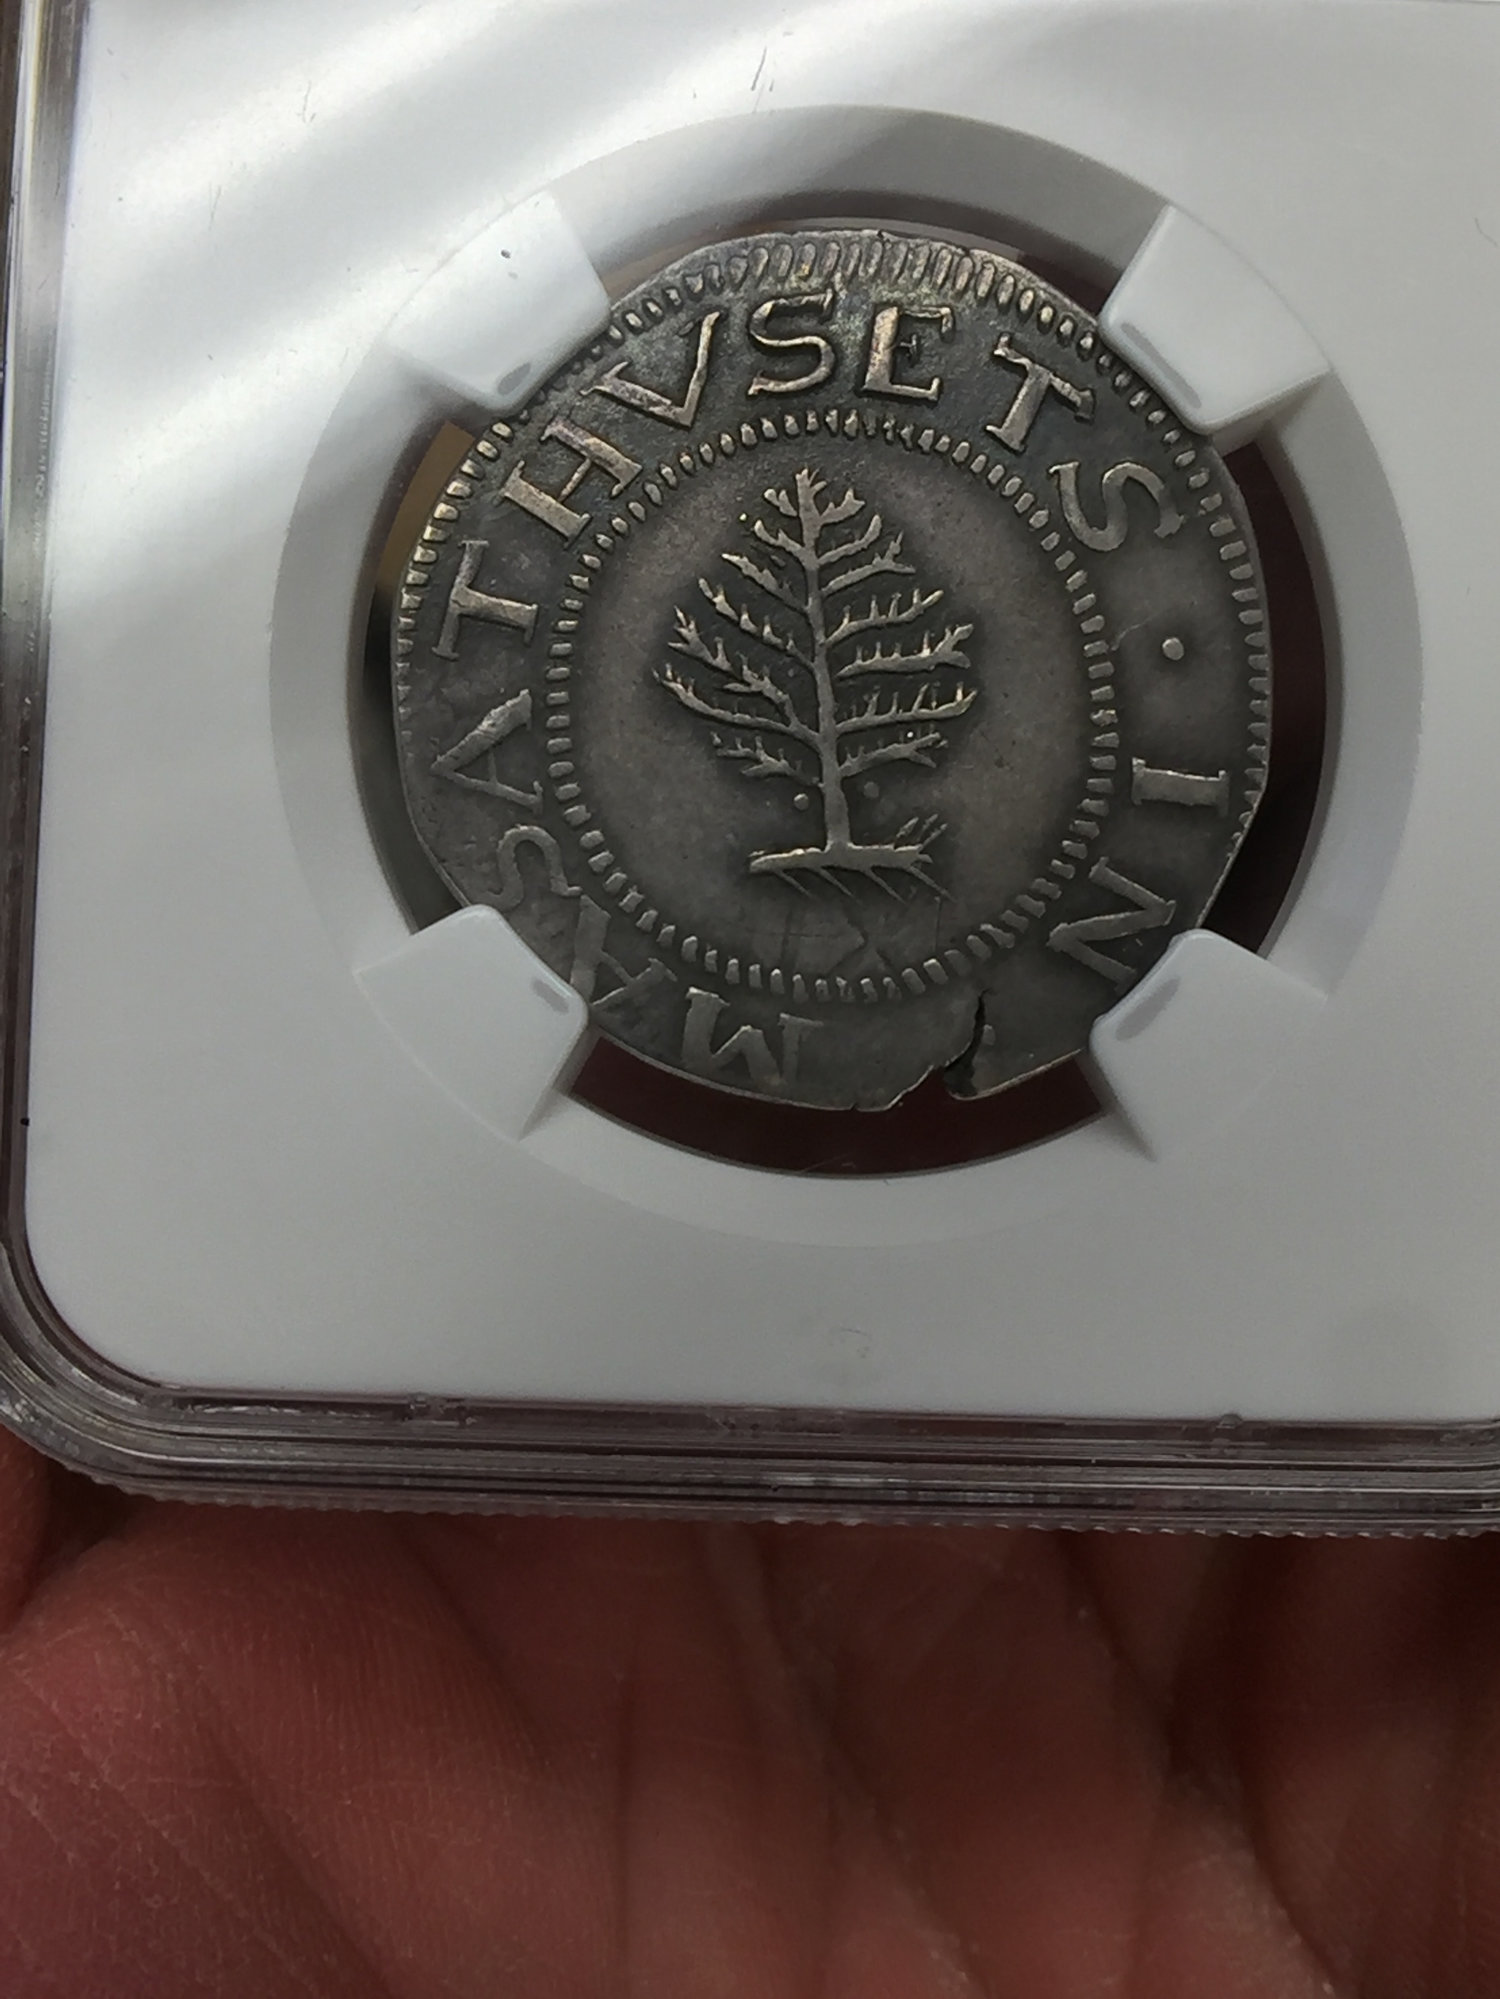 MASATHVSETS · IN ·